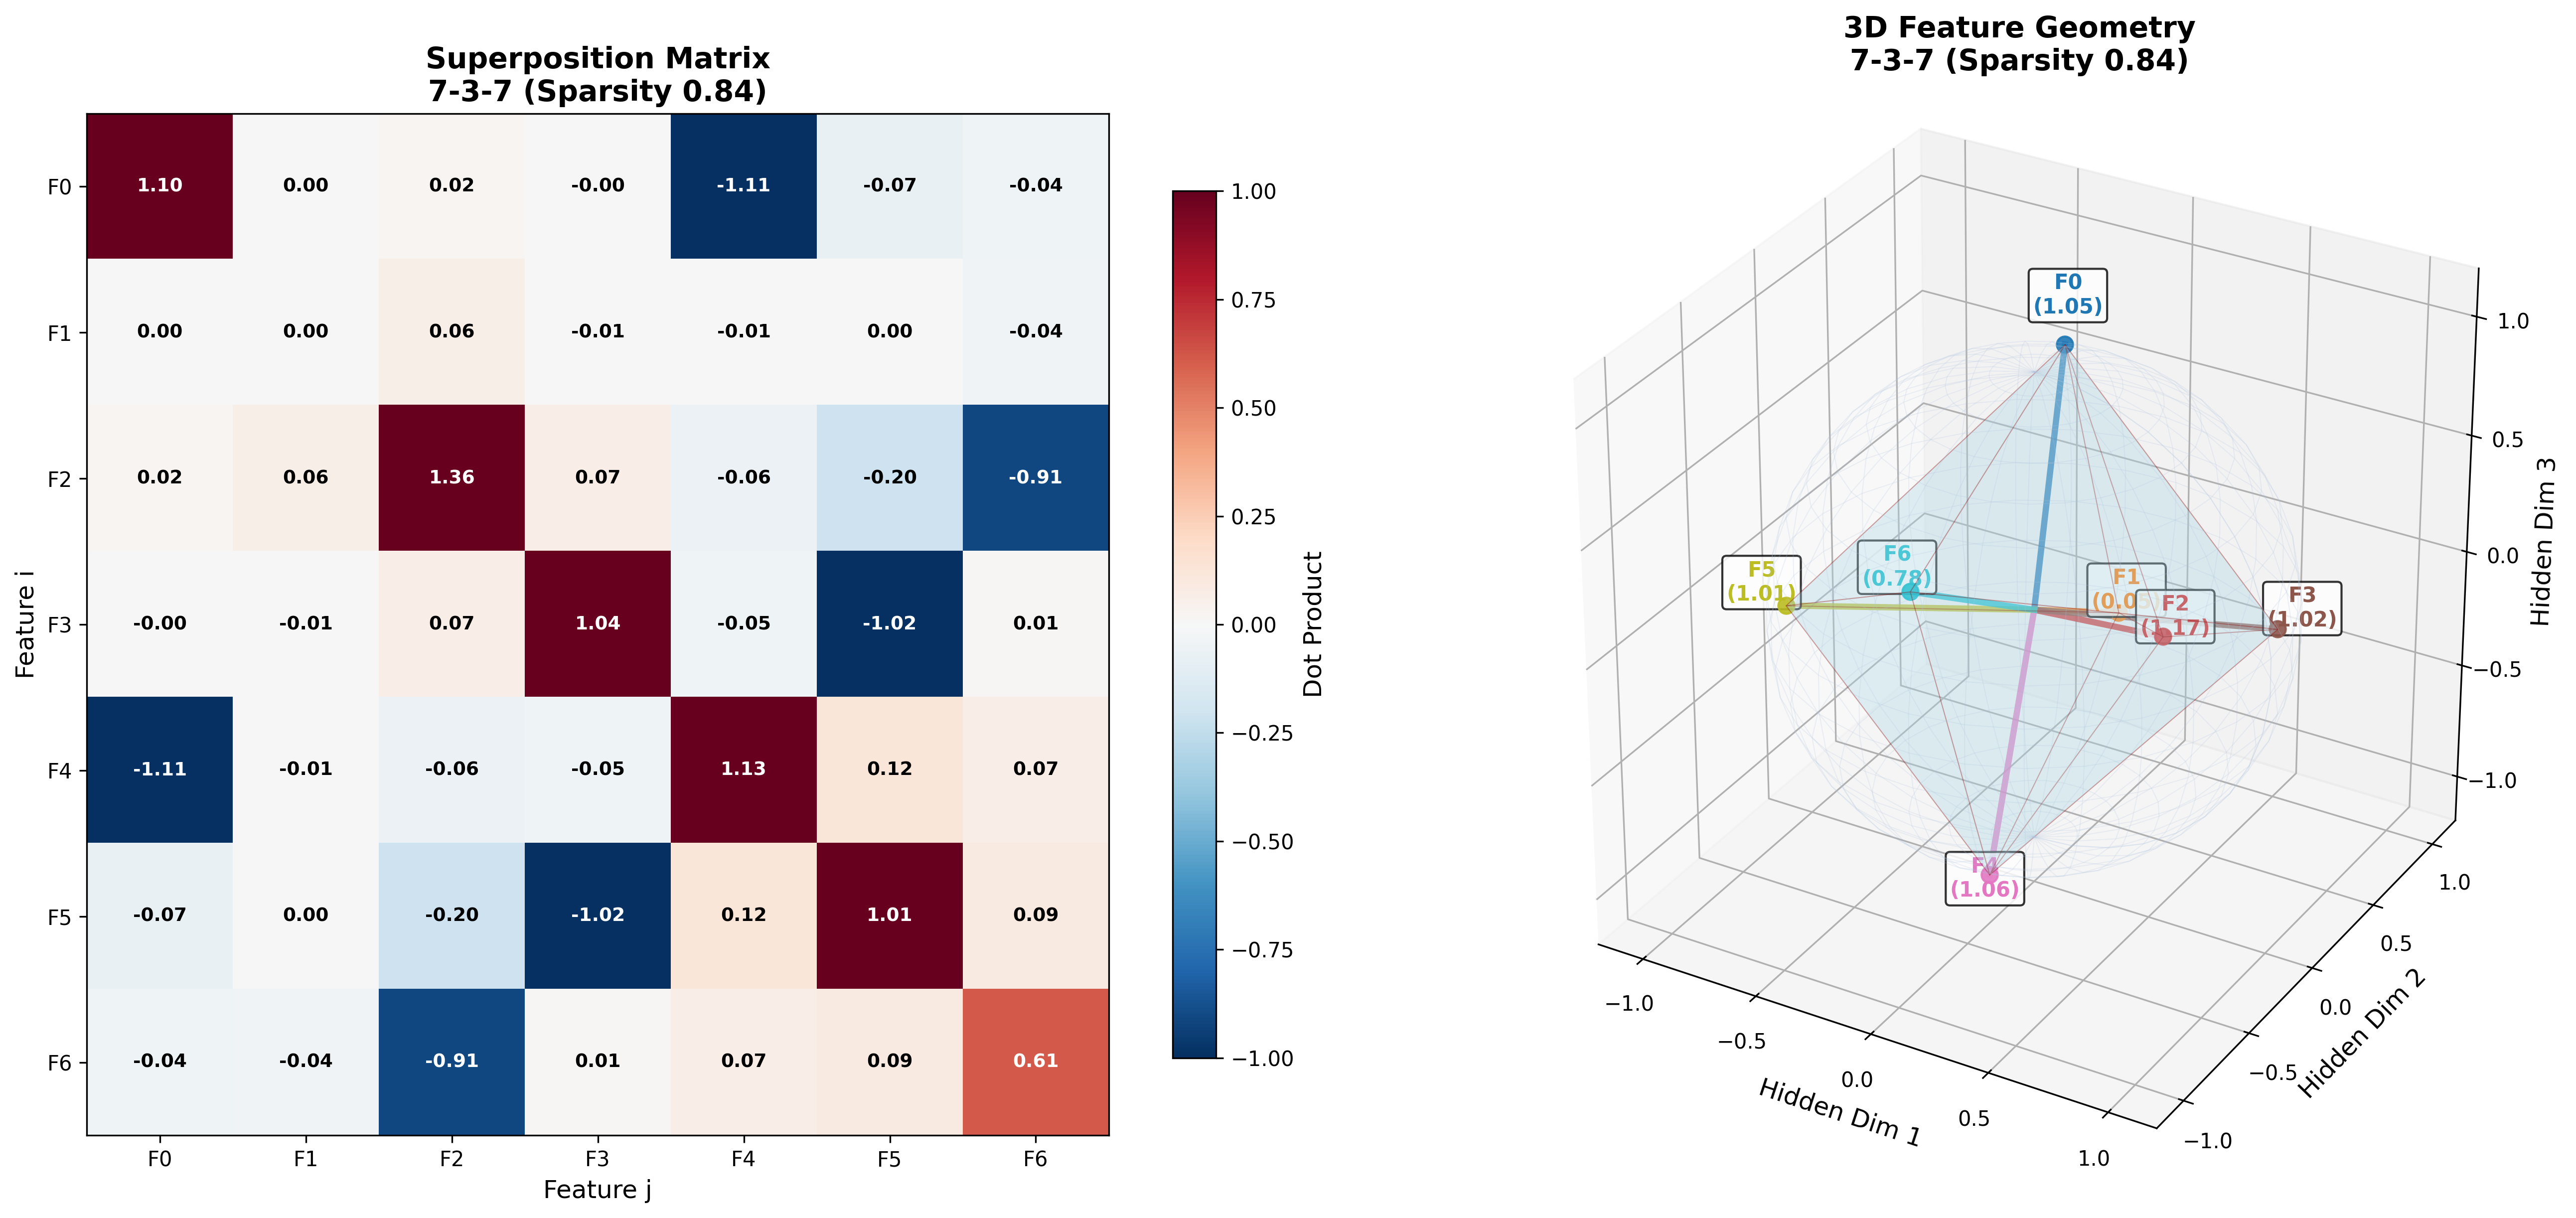 Superposition Matrix
7-3-7 (Sparsity 0.84)
F0 1.10 0.00 0.02 -0.00 -1.11 -0.07 -0.04
F1 0.00 0.00 0.06 -0.01 -0.01 0.00 -0.04
F2 0.02 0.06 1.36 0.07 -0.06 -0.20 -0.91
F3 -0.00 -0.01 0.07 1.04 -0.05 -1.02 0.01
F4 -1.11 -0.01 -0.06 -0.05 1.13 0.12 0.07
F5 -0.07 0.00 -0.20 -1.02 0.12 1.01 0.09
F6 -0.04 -0.04 -0.91 0.01 0.07 0.09 0.61
F0 F1 F2 F3 F4 F5 F6
Feature j
Feature i
1.00
0.75
0.50
0.25
0.00
−0.25
−0.50
−0.75
−1.00
Dot Product
3D Feature Geometry
7-3-7 (Sparsity 0.84)
F0
(1.05)
F5
(1.01)
F6
(0.78)
F1
F2
(1.17)
F3
(1.02)
F4
(1.06)
1.0
0.5
0.0
−0.5
−1.0
Hidden Dim 3
1.0
0.5
0.0
−0.5
−1.0
Hidden Dim 2
−1.0
−0.5
0.0
0.5
1.0
Hidden Dim 1